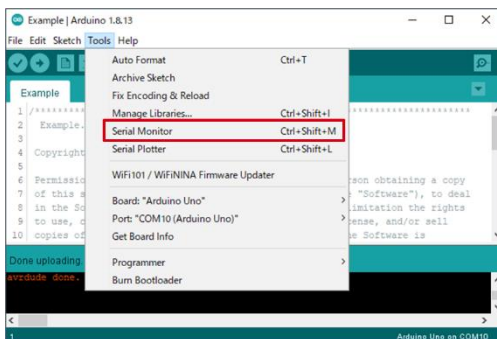 Example | Arduino 1.8.13
File Edit Sketch Tools Help
Auto Format Ctrl+T
Archive Sketch
Fix Encoding & Reload
Manage Libraries... Ctrl+Shift+I
Serial Monitor Ctrl+Shift+M
Serial Plotter Ctrl+Shift+L
WiFi101 / WiFiNINA Firmware Updater
Board: "Arduino Uno"
Port: "COM10 (Arduino Uno)"
Get Board Info
Programmer
Burn Bootloader
Example
1 /*********
2 Example.
3
4 Copyright
5
6 Permissio rson obtaining a copy
7 of this s "Software"), to deal
8 in the So imitation the rights
9 to use, c ense, and/or sell
10 copies of e Software is
Done uploading.
avrdude done.
1 Arduino Uno on COM10